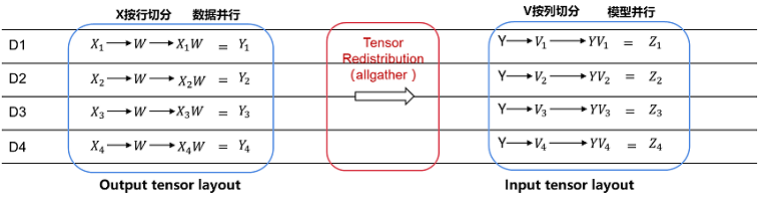 X按行切分 数据并行
V按列切分 模型并行
D1 X₁ → W → X₁W = Y₁
Tensor
Redistribution
(allgather )
Y → V₁ → YV₁ = Z₁
D2 X₂ → W → X₂W = Y₂
Y → V₂ → YV₂ = Z₂
D3 X₃ → W → X₃W = Y₃
Y → V₃ → YV₃ = Z₃
D4 X₄ → W → X₄W = Y₄
Y → V₄ → YV₄ = Z₄
Output tensor layout
Input tensor layout